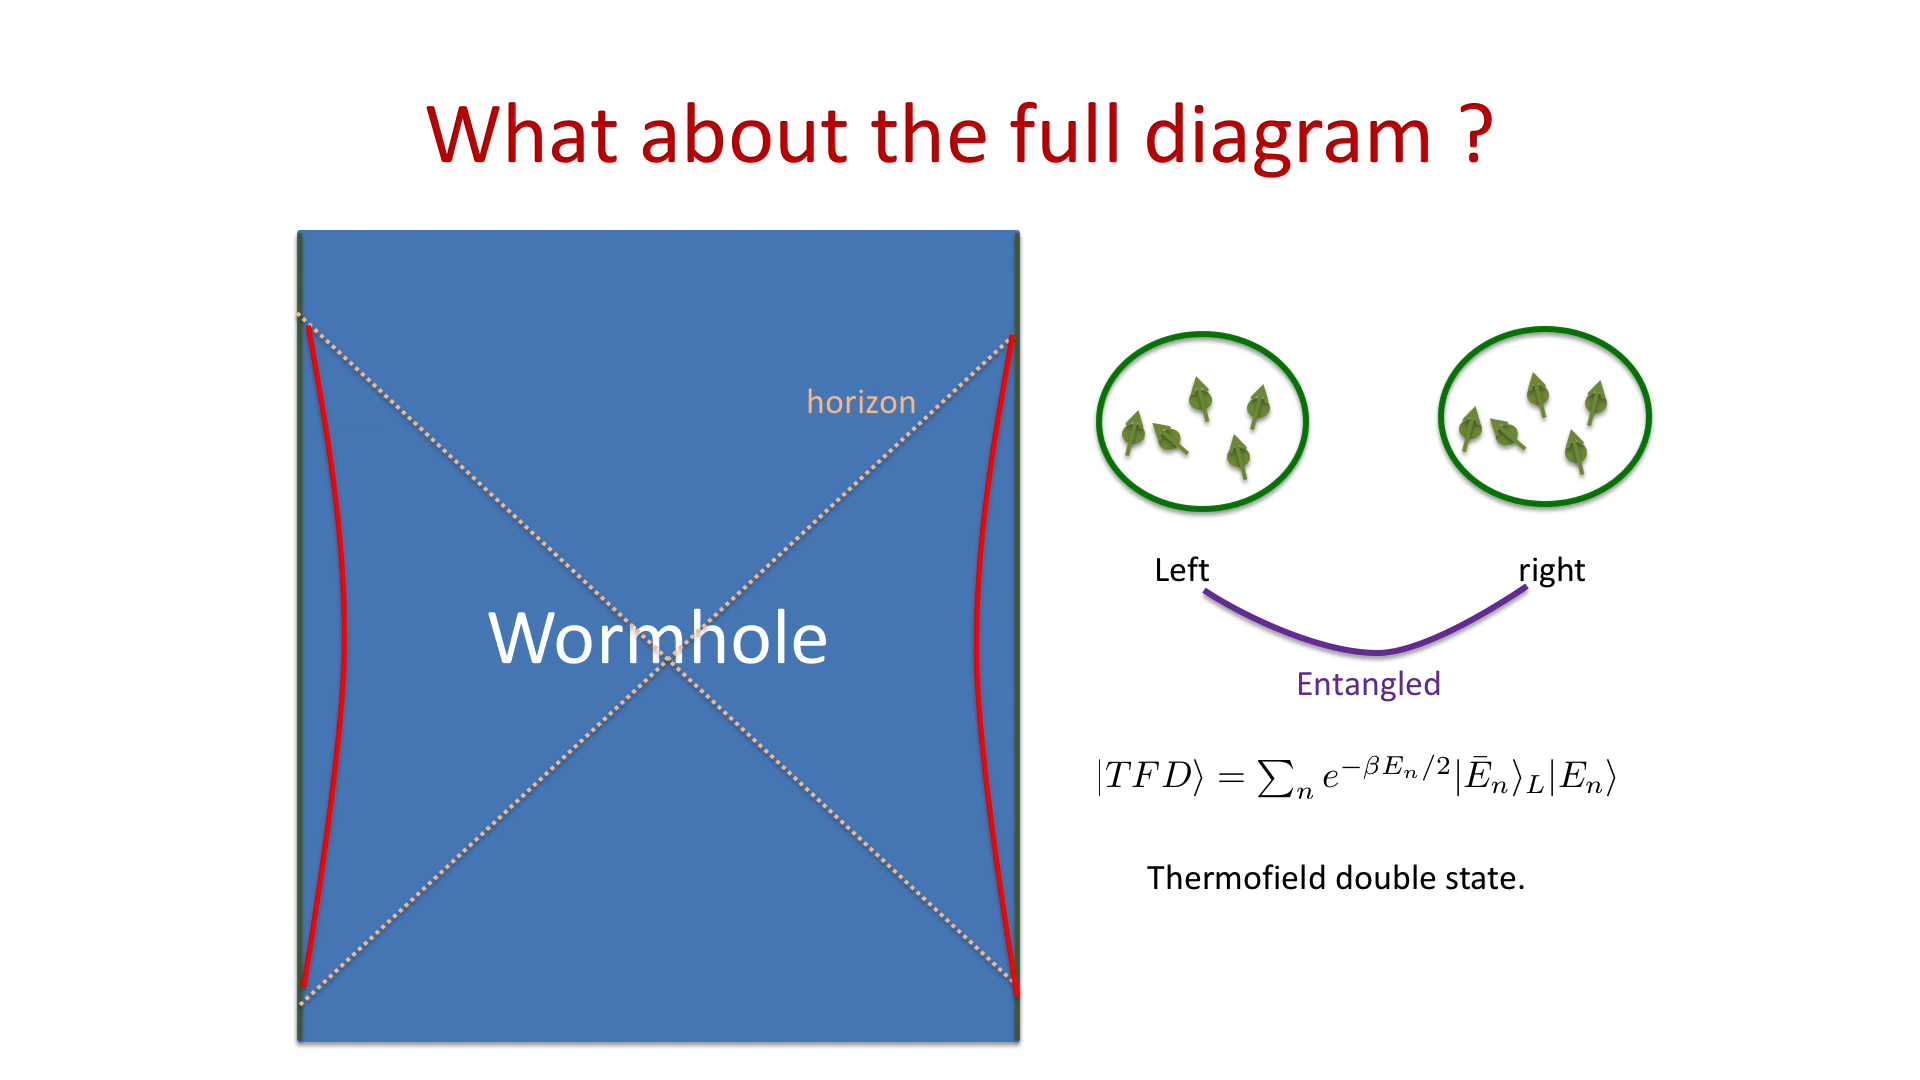 What about the full diagram ?
horizon
Wormhole
Left
right
Entangled
|TFD⟩ = ∑ₙ e^{−βEₙ/2}|Ēₙ⟩_L|Eₙ⟩
Thermofield double state.